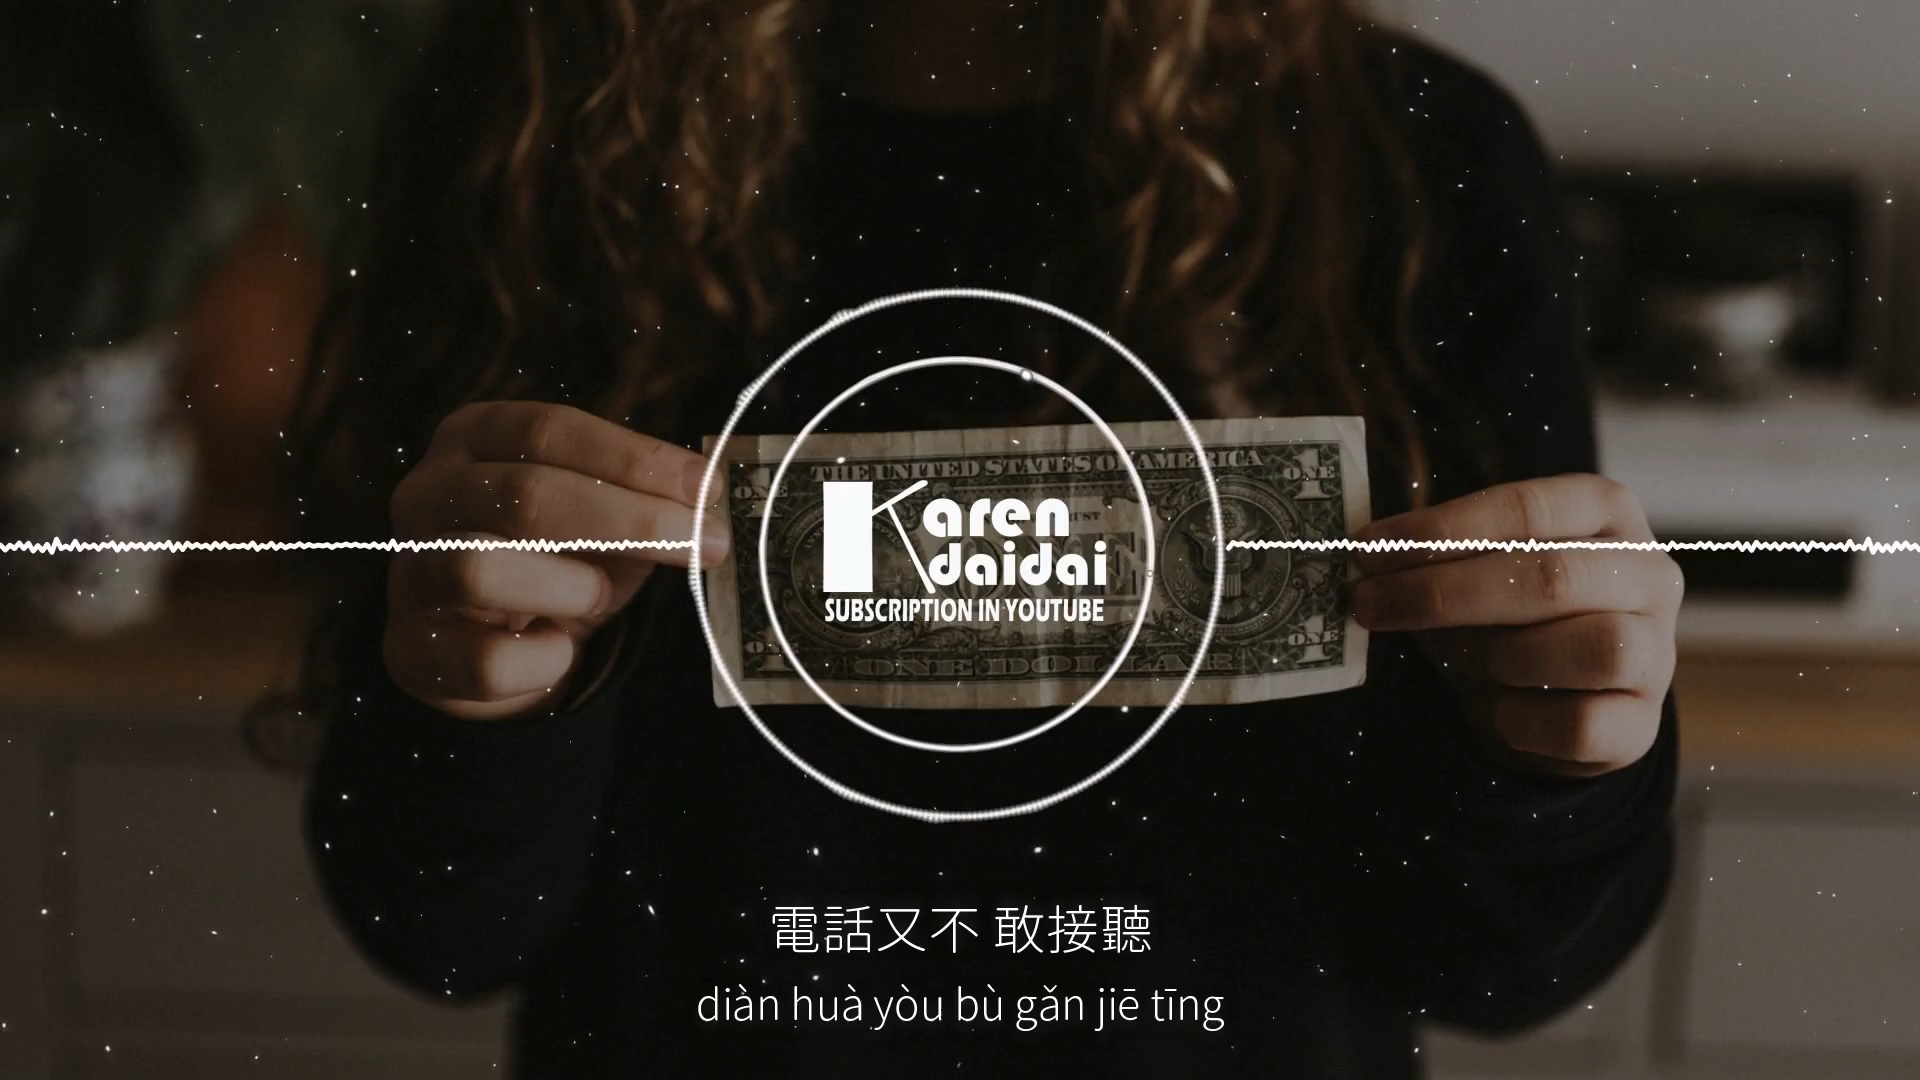 THE UNITED STATES OF AMERICA
ONE
ONE
Karen
daidai
SUBSCRIPTION IN YOUTUBE
ONE
ONE
ONE DOLLAR
電話又不 敢接聽
diàn huà yòu bù gǎn jiē tīng